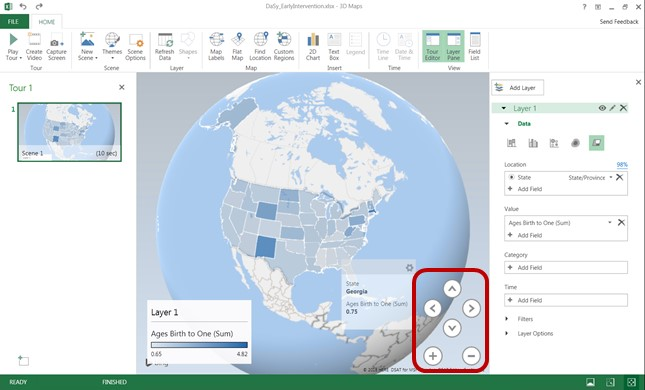 DaSy_EarlyIntervention.xlsx - 3D Maps
FILE
HOME
Send Feedback
Play Tour
Create Video
Capture Screen
Tour
New Scene
Themes
Scene Options
Scene
Refresh Data
Shapes
Layer
Map Labels
Flat Map
Find Location
Custom Regions
Map
2D Chart
Text Box
Legend
Insert
Time Line
Date & Time
Time
Tour Editor
Layer Pane
Field List
View
Tour 1
1
Scene 1 (10 sec)
State
Georgia
Ages Birth to One (Sum)
0.75
Layer 1
Ages Birth to One (Sum)
0.65 4.82
bing
Add Layer
Layer 1
Data
Location 98%
State State/Province
Add Field
Value
Ages Birth to One (Sum)
Add Field
Category
Add Field
Time
Add Field
Filters
Layer Options
READY FINISHED